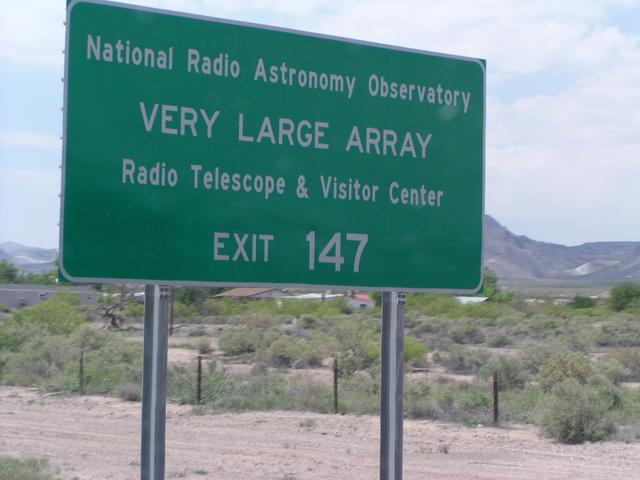 National Radio Astronomy Observatory
VERY LARGE ARRAY
Radio Telescope & Visitor Center
EXIT 147